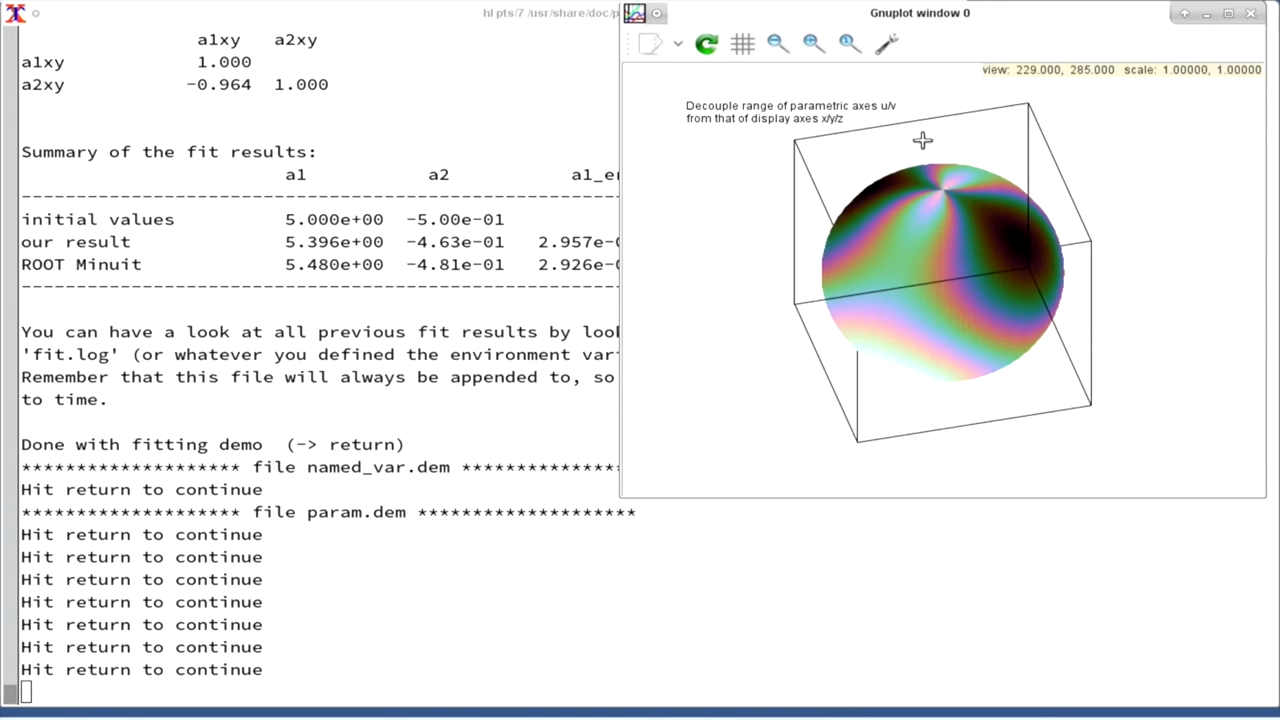 hl pts/7 /usr/share/doc/p
a1xy a2xy
a1xy 1.000
a2xy -0.964 1.000
Summary of the fit results:
a1 a2 a1_e
---------------------------------------------------------
initial values 5.000e+00 -5.00e-01
our result 5.396e+00 -4.63e-01 2.957e-
ROOT Minuit 5.480e+00 -4.81e-01 2.926e-
---------------------------------------------------------
You can have a look at all previous fit results by loo
'fit.log' (or whatever you defined the environment var
Remember that this file will always be appended to, so
to time.
Done with fitting demo (-> return)
******************** file named_var.dem ***************
Hit return to continue
******************** file param.dem ********************
Hit return to continue
Hit return to continue
Hit return to continue
Hit return to continue
Hit return to continue
Hit return to continue
Hit return to continue
Gnuplot window 0
view: 229.000, 285.000 scale: 1.00000, 1.00000
Decouple range of parametric axes u/v
from that of display axes x/y/z